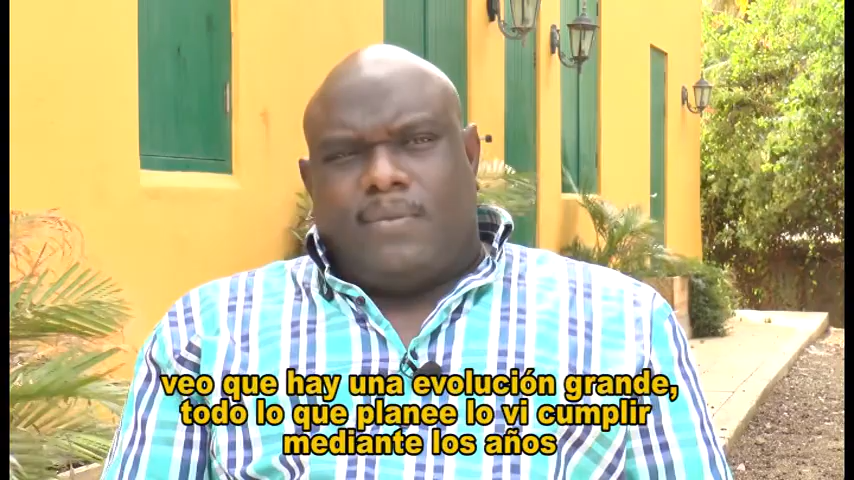 veo que hay una evolución grande,
todo lo que planee lo vi cumplir
mediante los años